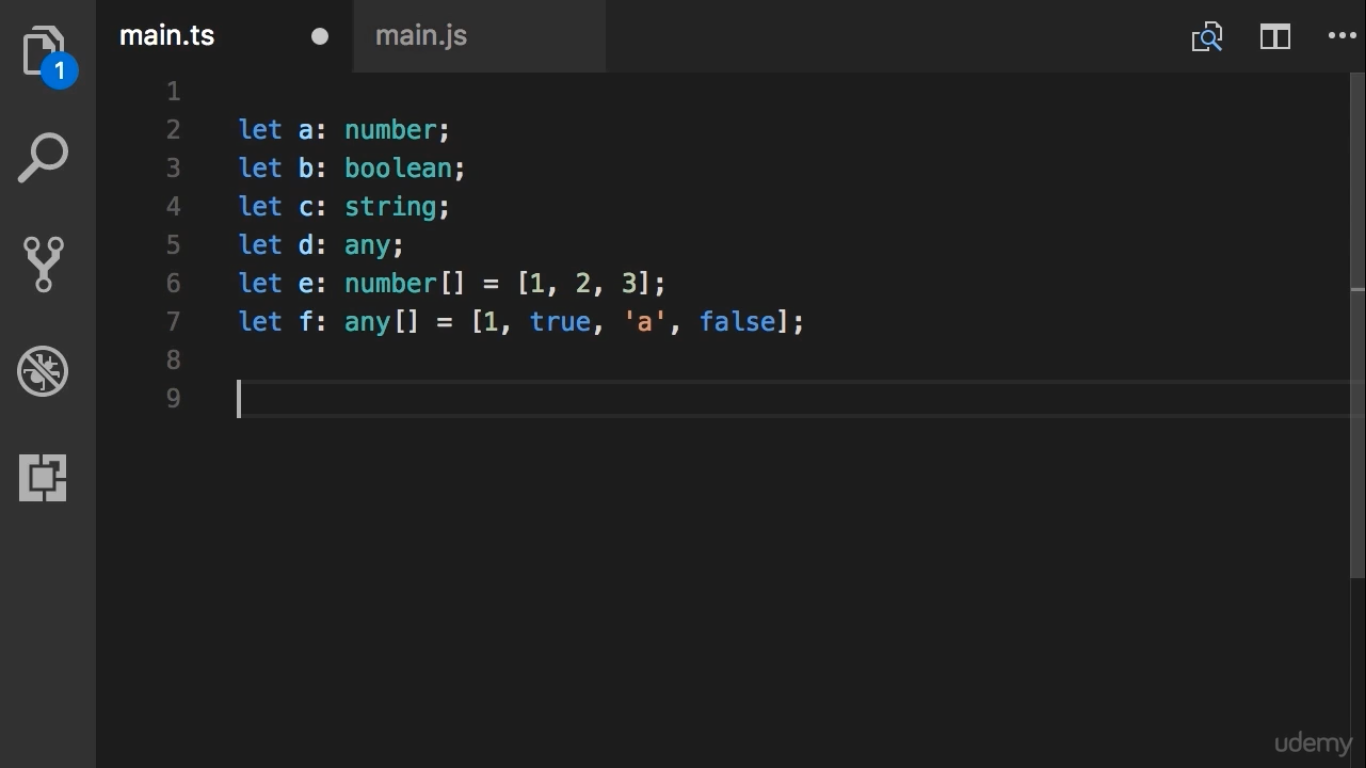 main.ts main.js
1
1
2 let a: number;
3 let b: boolean;
4 let c: string;
5 let d: any;
6 let e: number[] = [1, 2, 3];
7 let f: any[] = [1, true, 'a', false];
8
9
udemy